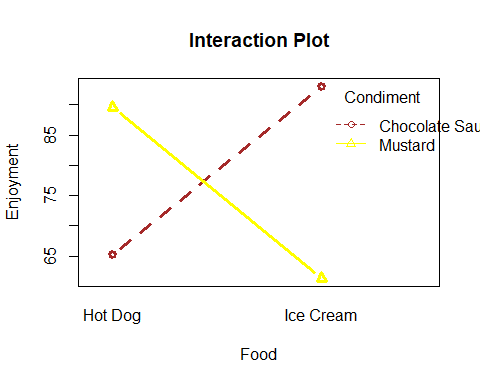 Interaction Plot
Condiment
Chocolate Sau
Mustard
Enjoyment
85
75
65
Hot Dog
Ice Cream
Food